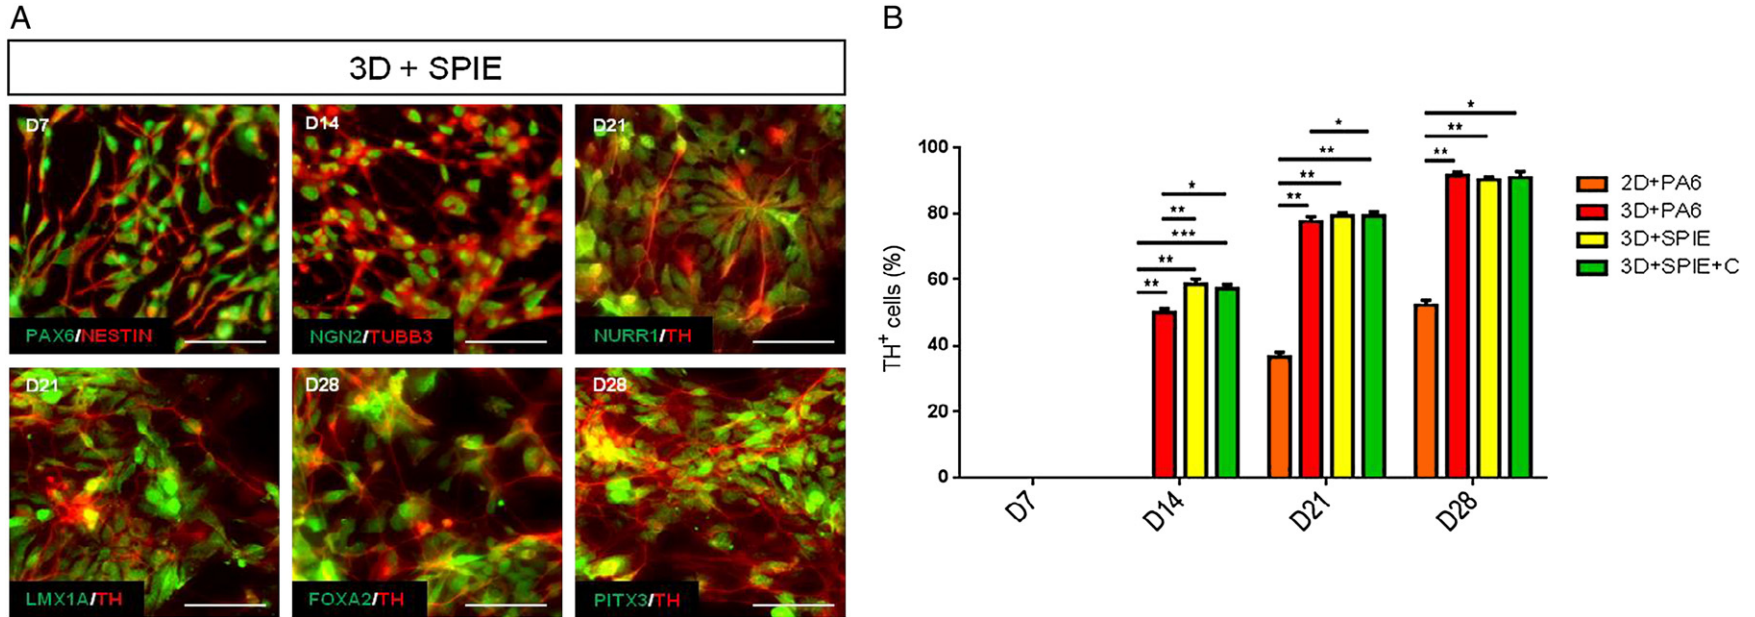 A
3D + SPIE
D7
PAX6/NESTIN
D14
NGN2/TUBB3
D21
NURR1/TH
D21
LMX1A/TH
D28
FOXA2/TH
D28
PITX3/TH
B
TH+ cells (%)
100
80
60
40
20
0
D7
D14
D21
D28
**
**
***
**
*
**
**
**
*
**
**
*
2D+PA6
3D+PA6
3D+SPIE
3D+SPIE+C